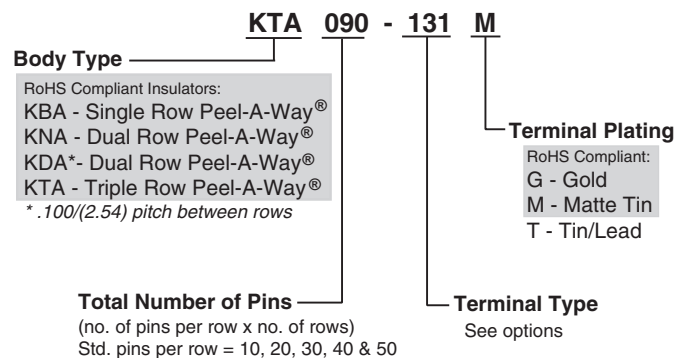 KTA 090 - 131 M
Body Type
RoHS Compliant Insulators:
KBA - Single Row Peel-A-Way®
KNA - Dual Row Peel-A-Way®
KDA*- Dual Row Peel-A-Way®
KTA - Triple Row Peel-A-Way®
* .100/(2.54) pitch between rows
Terminal Plating
RoHS Compliant:
G - Gold
M - Matte Tin
T - Tin/Lead
Total Number of Pins
(no. of pins per row x no. of rows)
Std. pins per row = 10, 20, 30, 40 & 50
Terminal Type
See options